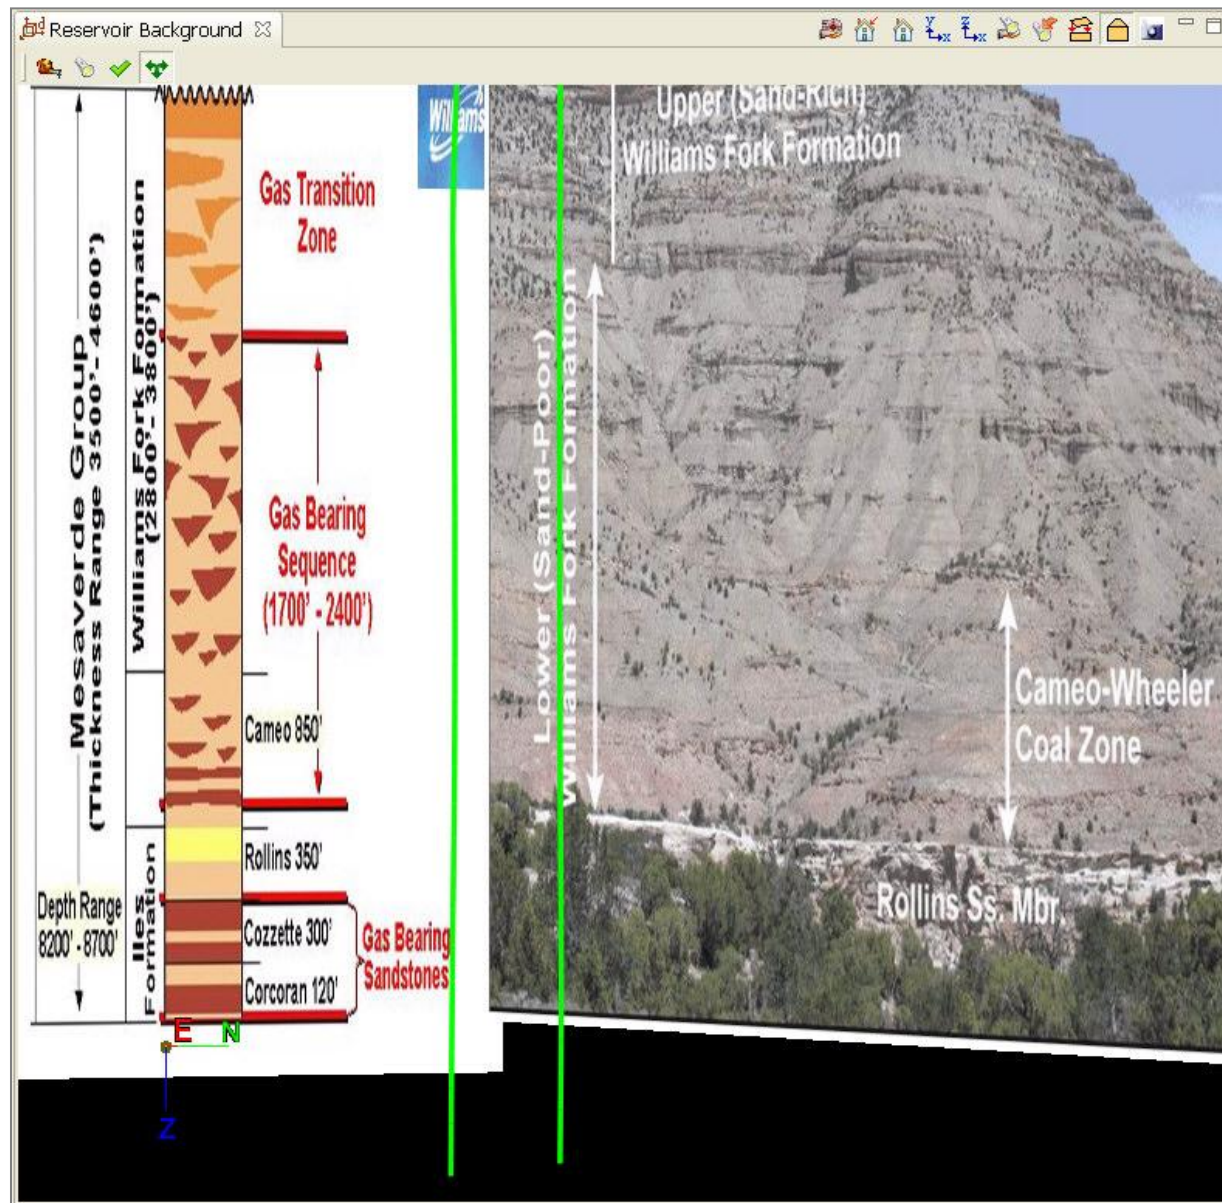 Reservoir Background
Y
x
Z
x
Williams
Mesaverde Group
(Thickness Range 3500'- 4600')
Williams Fork Formation
(2800'- 3800')
Gas Transition
Zone
Gas Bearing
Sequence
(1700' - 2400')
Cameo 850'
Rollins 350'
Depth Range
8200' - 8700'
Illes
Formation
Cozzette 300'
Corcoran 120'
Gas Bearing
Sandstones
E
N
Z
Upper (Sand-Rich)
Williams Fork Formation
Lower (Sand-Poor)
Williams Fork Formation
Cameo-Wheeler
Coal Zone
Rollins Ss. Mbr.